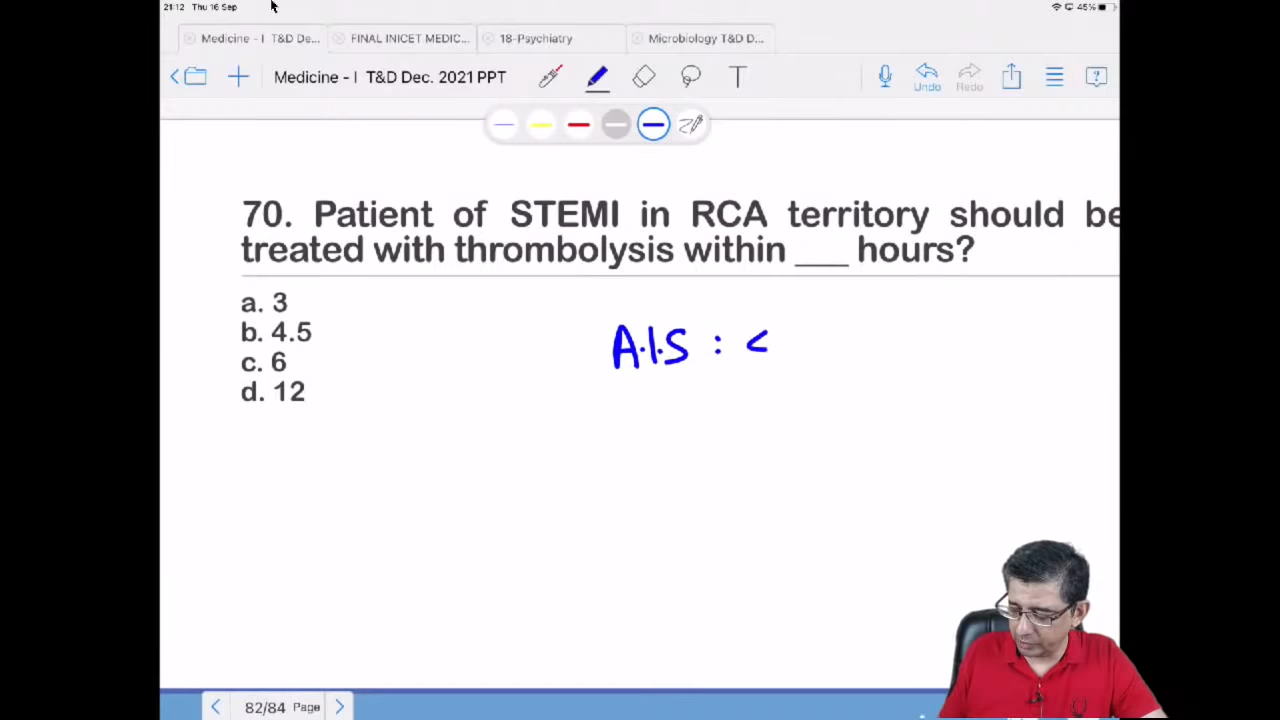 21:12 Thu 16 Sep
45%
Medicine - I T&D De...
FINAL INICET MEDIC...
18-Psychiatry
Microbiology T&D D...
Medicine - I T&D Dec. 2021 PPT
T
Undo
Redo
?
70. Patient of STEMI in RCA territory should be
treated with thrombolysis within ___ hours?
a. 3
b. 4.5
c. 6
d. 12
A.I.S : <
82/84 Page